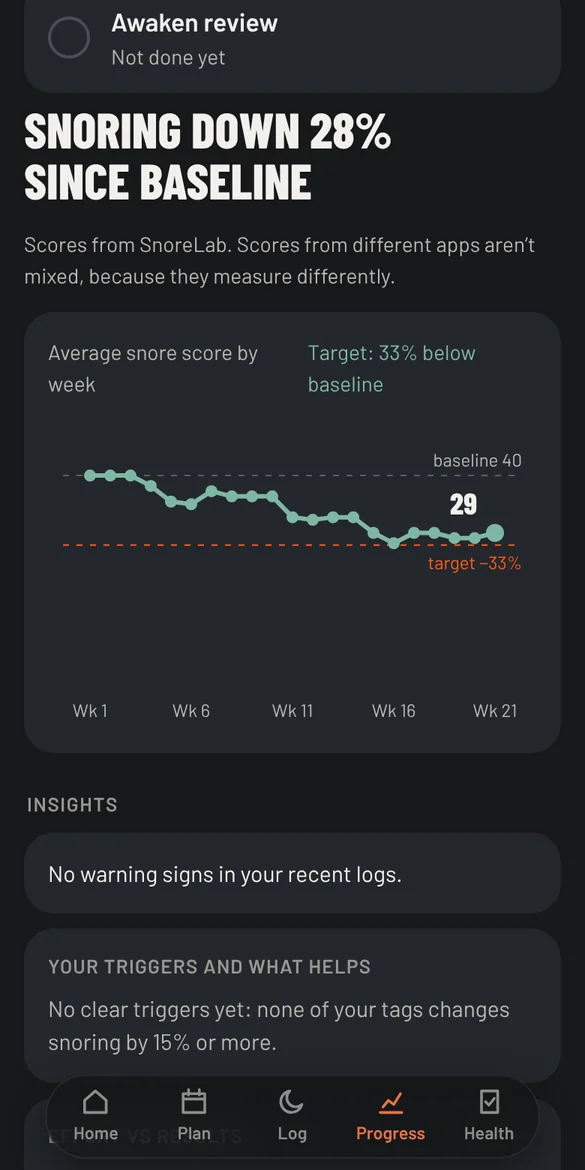 Awaken review
Not done yet
SNORING DOWN 28%
SINCE BASELINE
Scores from SnoreLab. Scores from different apps aren’t
mixed, because they measure differently.
Average snore score by
week
Target: 33% below
baseline
baseline 40
29
target −33%
Wk 1
Wk 6
Wk 11
Wk 16
Wk 21
INSIGHTS
No warning signs in your recent logs.
YOUR TRIGGERS AND WHAT HELPS
No clear triggers yet: none of your tags changes
snoring by 15% or more.
VS RESULTS
Home
Plan
Log
Progress
Health